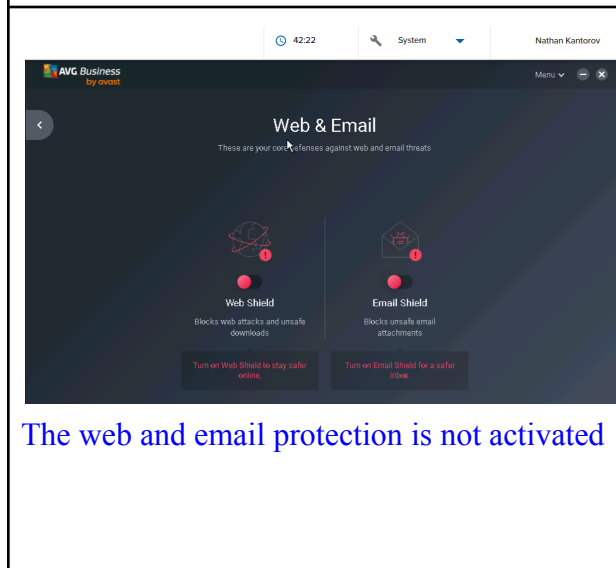 42:22 System Nathan Kantorov
AVG Business
by avast
Menu
Web & Email
These are your core defenses against web and email threats
Web Shield Email Shield
Blocks web attacks and unsafe downloads
Blocks unsafe email attachments
Turn on Web Shield to stay safer online.
Turn on Email Shield for a safer inbox.
The web and email protection is not activated